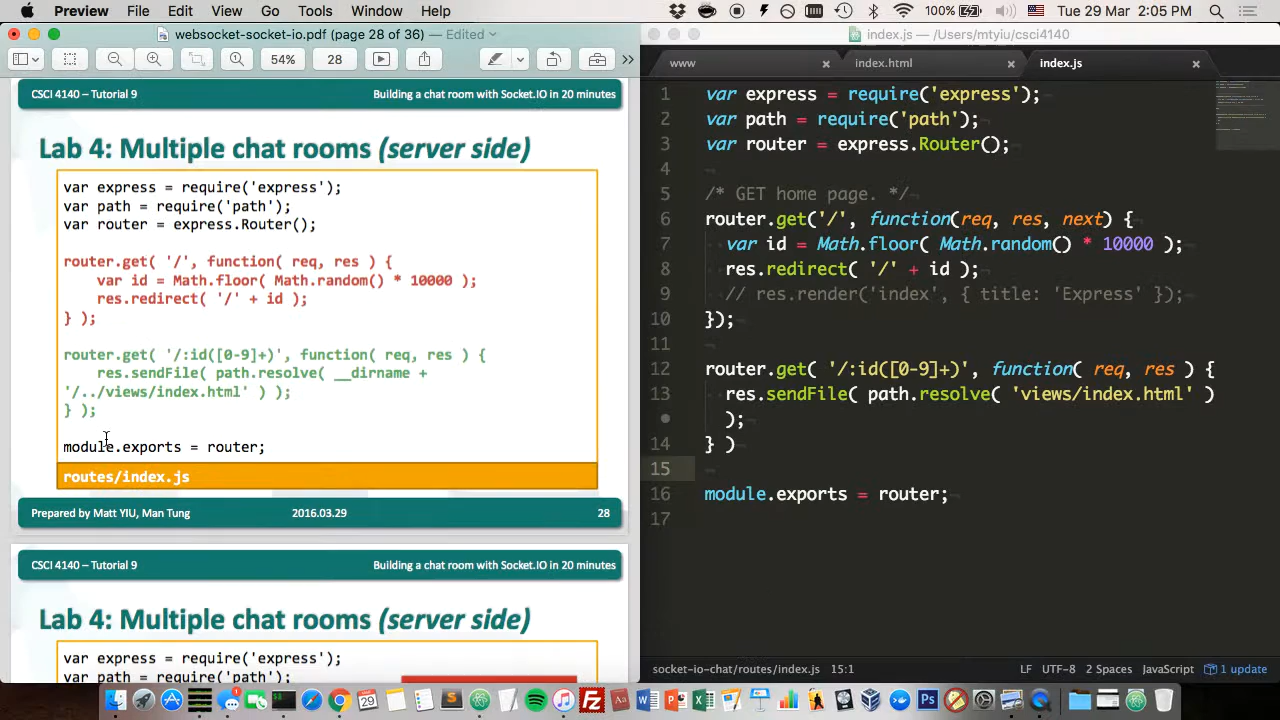 Preview File Edit View Go Tools Window Help 100% Tue 29 Mar 2:05 PM
websocket-socket-io.pdf (page 28 of 36) — Edited
54% 28
CSCI 4140 – Tutorial 9 Building a chat room with Socket.IO in 20 minutes
Lab 4: Multiple chat rooms (server side)
var express = require('express');
var path = require('path');
var router = express.Router();
router.get( '/', function( req, res ) {
var id = Math.floor( Math.random() * 10000 );
res.redirect( '/' + id );
} );
router.get( '/:id([0-9]+)', function( req, res ) {
res.sendFile( path.resolve( __dirname +
'/../views/index.html' ) );
} );
module.exports = router;
routes/index.js
Prepared by Matt YIU, Man Tung 2016.03.29 28
CSCI 4140 – Tutorial 9 Building a chat room with Socket.IO in 20 minutes
Lab 4: Multiple chat rooms (server side)
var express = require('express');
var path = require('path');
index.js — /Users/mtyiu/csci4140
www index.html index.js
1 var express = require('express');
2 var path = require('path');
3 var router = express.Router();
4
5 /* GET home page. */
6 router.get('/', function(req, res, next) {
7 var id = Math.floor( Math.random() * 10000 );
8 res.redirect( '/' + id );
9 // res.render('index', { title: 'Express' });
10 });
11
12 router.get( '/:id([0-9]+)', function( req, res ) {
13 res.sendFile( path.resolve( 'views/index.html' )
);
14 } )
15
16 module.exports = router;
17
socket-io-chat/routes/index.js 15:1 LF UTF-8 2 Spaces JavaScript 1 update